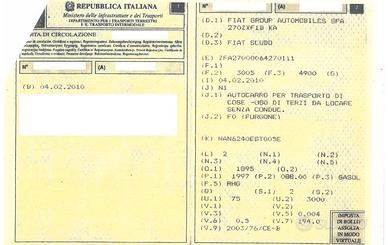 REPUBBLICA ITALIANA
Ministero delle Infrastrutture e dei Trasporti
DIPARTIMENTO PER I TRASPORTI TERRESTRI
E IL TRASPORTO INTERMODALE
CARTA DI CIRCOLAZIONE
(B) 04.02.2010
(D.1) FIAT GROUP AUTOMOBILES SPA
270ZXF1B KA
(D.2)
(D.3) FIAT SCUDO
(E) ZFA27000064270111
(F.1)
(F.2) 3005 (F.3) 4900 (G)
(I) 04.02.2010
(J) N1
(J.1) AUTOCARRO PER TRASPORTO DI
COSE -USO DI TERZI DA LOCARE
SENZA CONDUC.
(J.2) F0 (FURGONE)
(K) NAN6240EST005E
(L) 2 (N.1) (N.2)
(N.3) (N.4) (N.5)
(O.1) 1895 (O.2)
(P.1) 1997 (P.2) 088.00 (P.3) GASOL
(P.5) RHG
(Q) (S.1) 2 (S.2)
(U.1) 75 (U.2) 3000
(V.1) (V.2)
(V.3) (V.5) 0.004
(V.6) 0.5 (V.7) 194.0
(V.9) 2003/76/CE-B
IMPOSTA
DI BOLLO
ASSOLTA
IN MODO
VIRTUALE